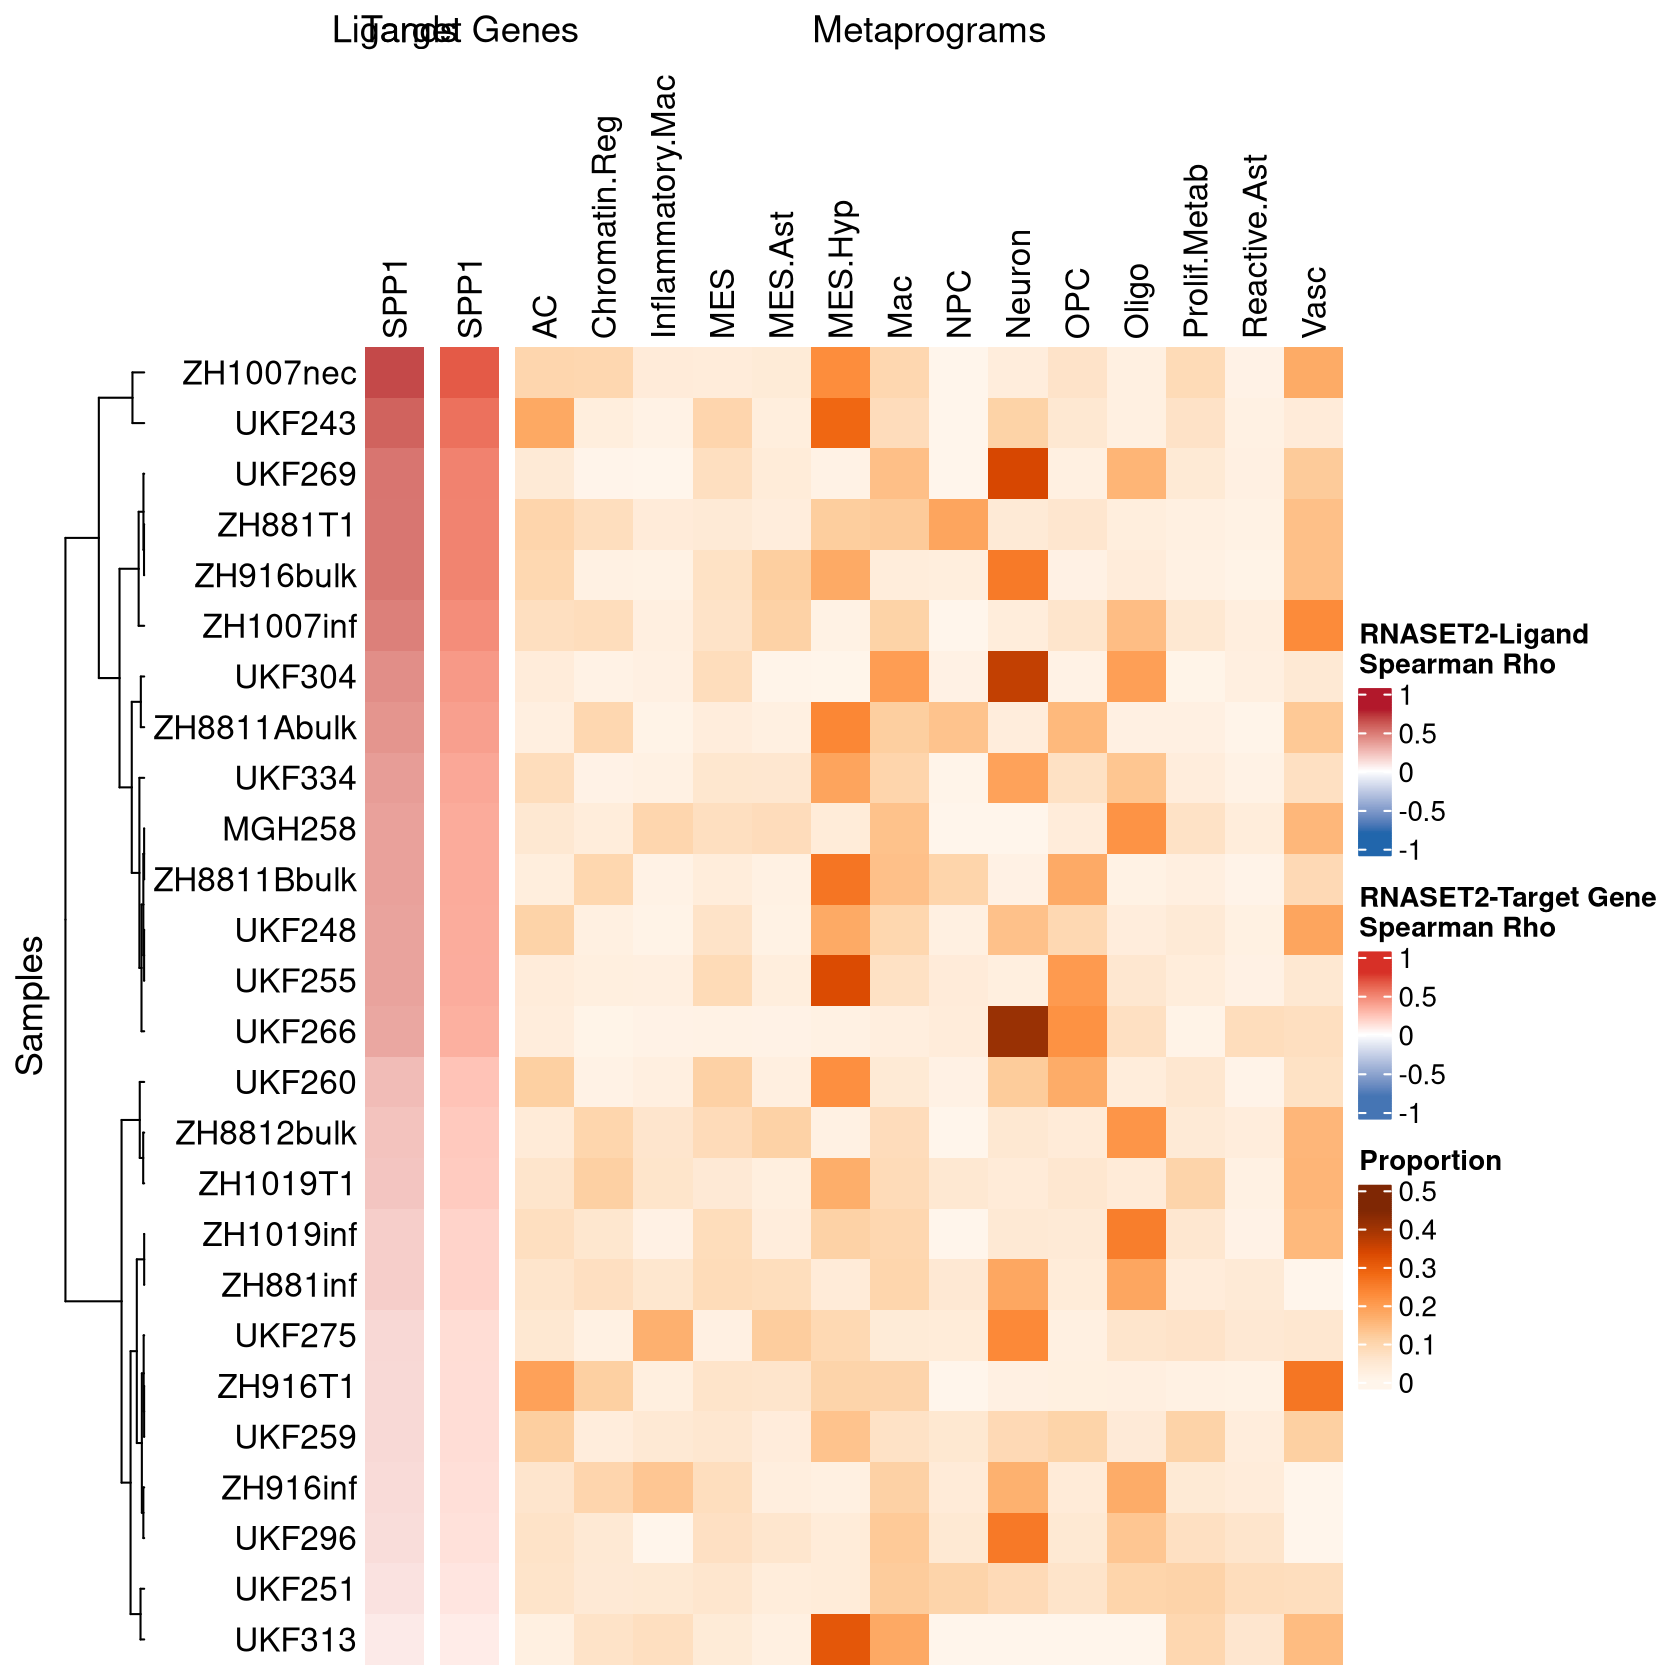 Ligands
Target Genes
Metaprograms
SPP1
SPP1
AC
Chromatin.Reg
Inflammatory.Mac
MES
MES.Ast
MES.Hyp
Mac
NPC
Neuron
OPC
Oligo
Prolif.Metab
Reactive.Ast
Vasc
Samples
ZH1007nec
UKF243
UKF269
ZH881T1
ZH916bulk
ZH1007inf
UKF304
ZH8811Abulk
UKF334
MGH258
ZH8811Bbulk
UKF248
UKF255
UKF266
UKF260
ZH8812bulk
ZH1019T1
ZH1019inf
ZH881inf
UKF275
ZH916T1
UKF259
ZH916inf
UKF296
UKF251
UKF313
RNASET2-Ligand
Spearman Rho
1
0.5
0
-0.5
-1
RNASET2-Target Gene
Spearman Rho
1
0.5
0
-0.5
-1
Proportion
0.5
0.4
0.3
0.2
0.1
0